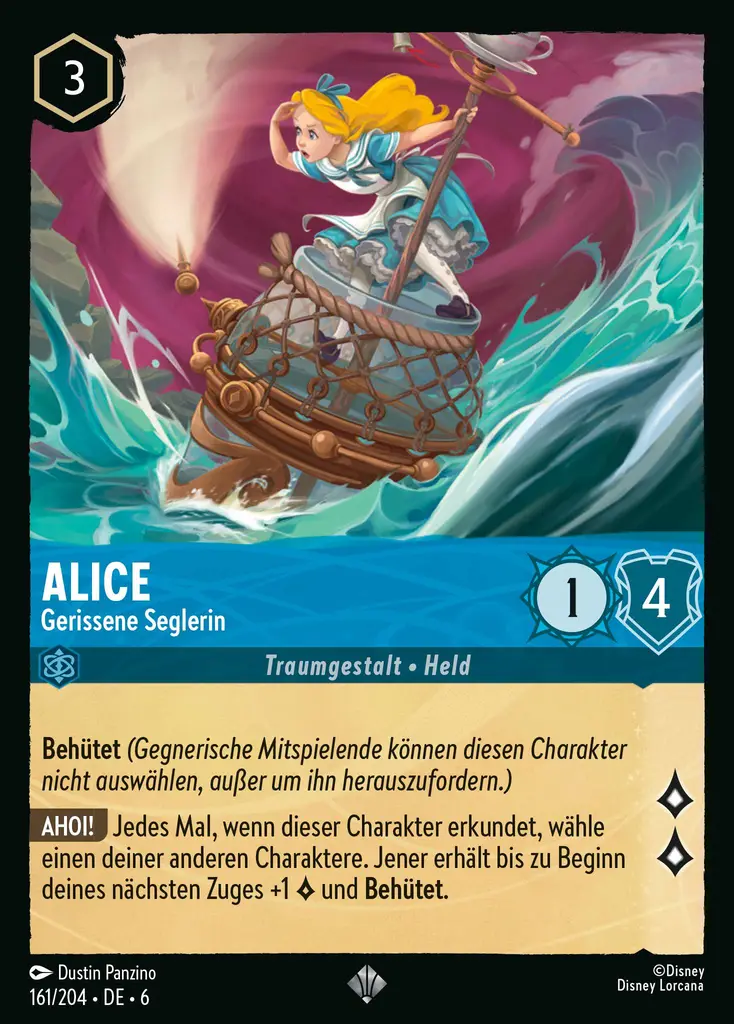 3
ALICE
Gerissene Seglerin
1
4
Traumgestalt • Held
Behütet (Gegnerische Mitspielende können diesen Charakter
nicht auswählen, außer um ihn herauszufordern.)
AHOI! Jedes Mal, wenn dieser Charakter erkundet, wähle
einen deiner anderen Charaktere. Jener erhält bis zu Beginn
deines nächsten Zuges +1 und Behütet.
Dustin Panzino
161/204 • DE • 6
©Disney
Disney Lorcana